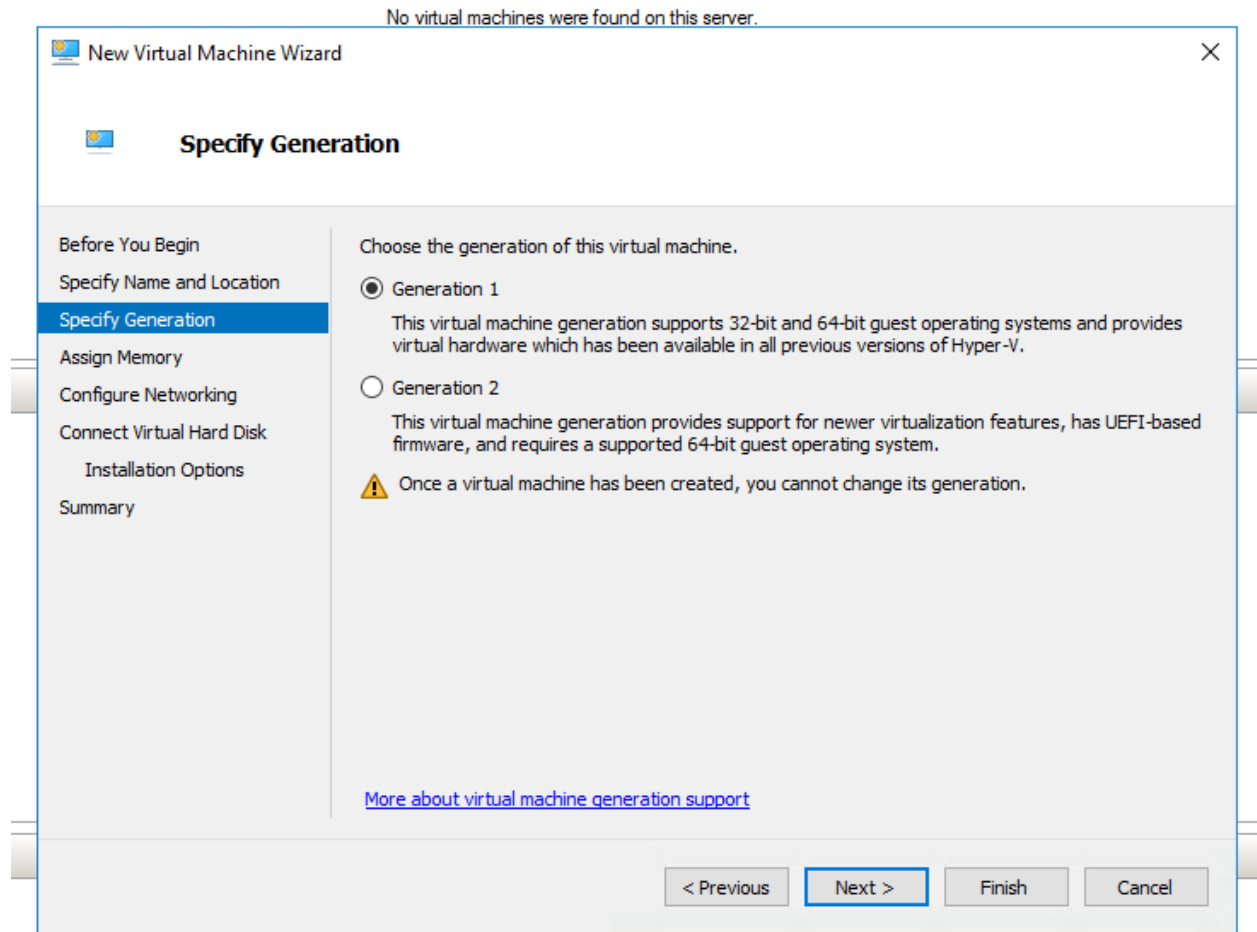 No virtual machines were found on this server.
New Virtual Machine Wizard
Specify Generation
Before You Begin
Specify Name and Location
Specify Generation
Assign Memory
Configure Networking
Connect Virtual Hard Disk
Installation Options
Summary
Choose the generation of this virtual machine.
Generation 1
This virtual machine generation supports 32-bit and 64-bit guest operating systems and provides
virtual hardware which has been available in all previous versions of Hyper-V.
Generation 2
This virtual machine generation provides support for newer virtualization features, has UEFI-based
firmware, and requires a supported 64-bit guest operating system.
Once a virtual machine has been created, you cannot change its generation.
More about virtual machine generation support
< Previous
Next >
Finish
Cancel